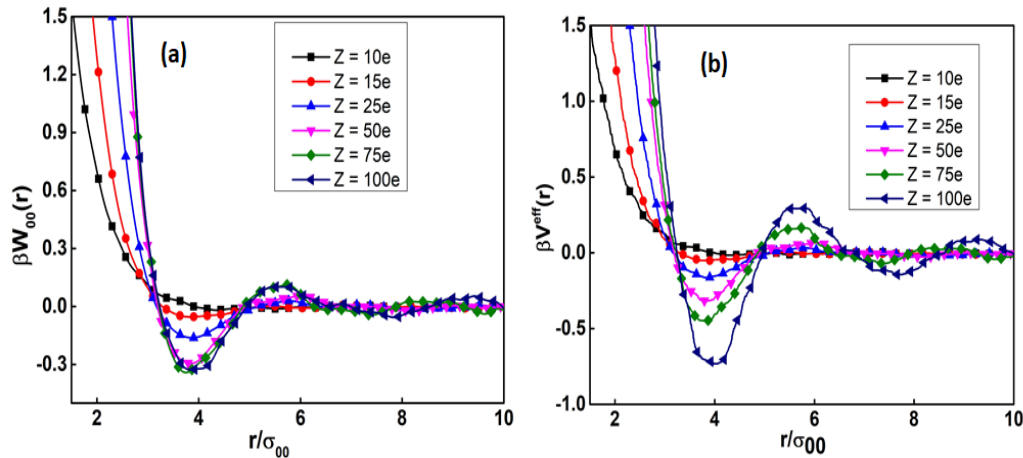 (a)
Z = 10e
Z = 15e
Z = 25e
Z = 50e
Z = 75e
Z = 100e
1.5
1.2
0.9
0.6
0.3
0.0
-0.3
βW₀₀(r)
2 4 6 8 10
r/σ₀₀
(b)
Z = 10e
Z = 15e
Z = 25e
Z = 50e
Z = 75e
Z = 100e
1.5
1.0
0.5
0.0
-0.5
-1.0
βVᵉᶠᶠ(r)
2 4 6 8 10
r/σ00